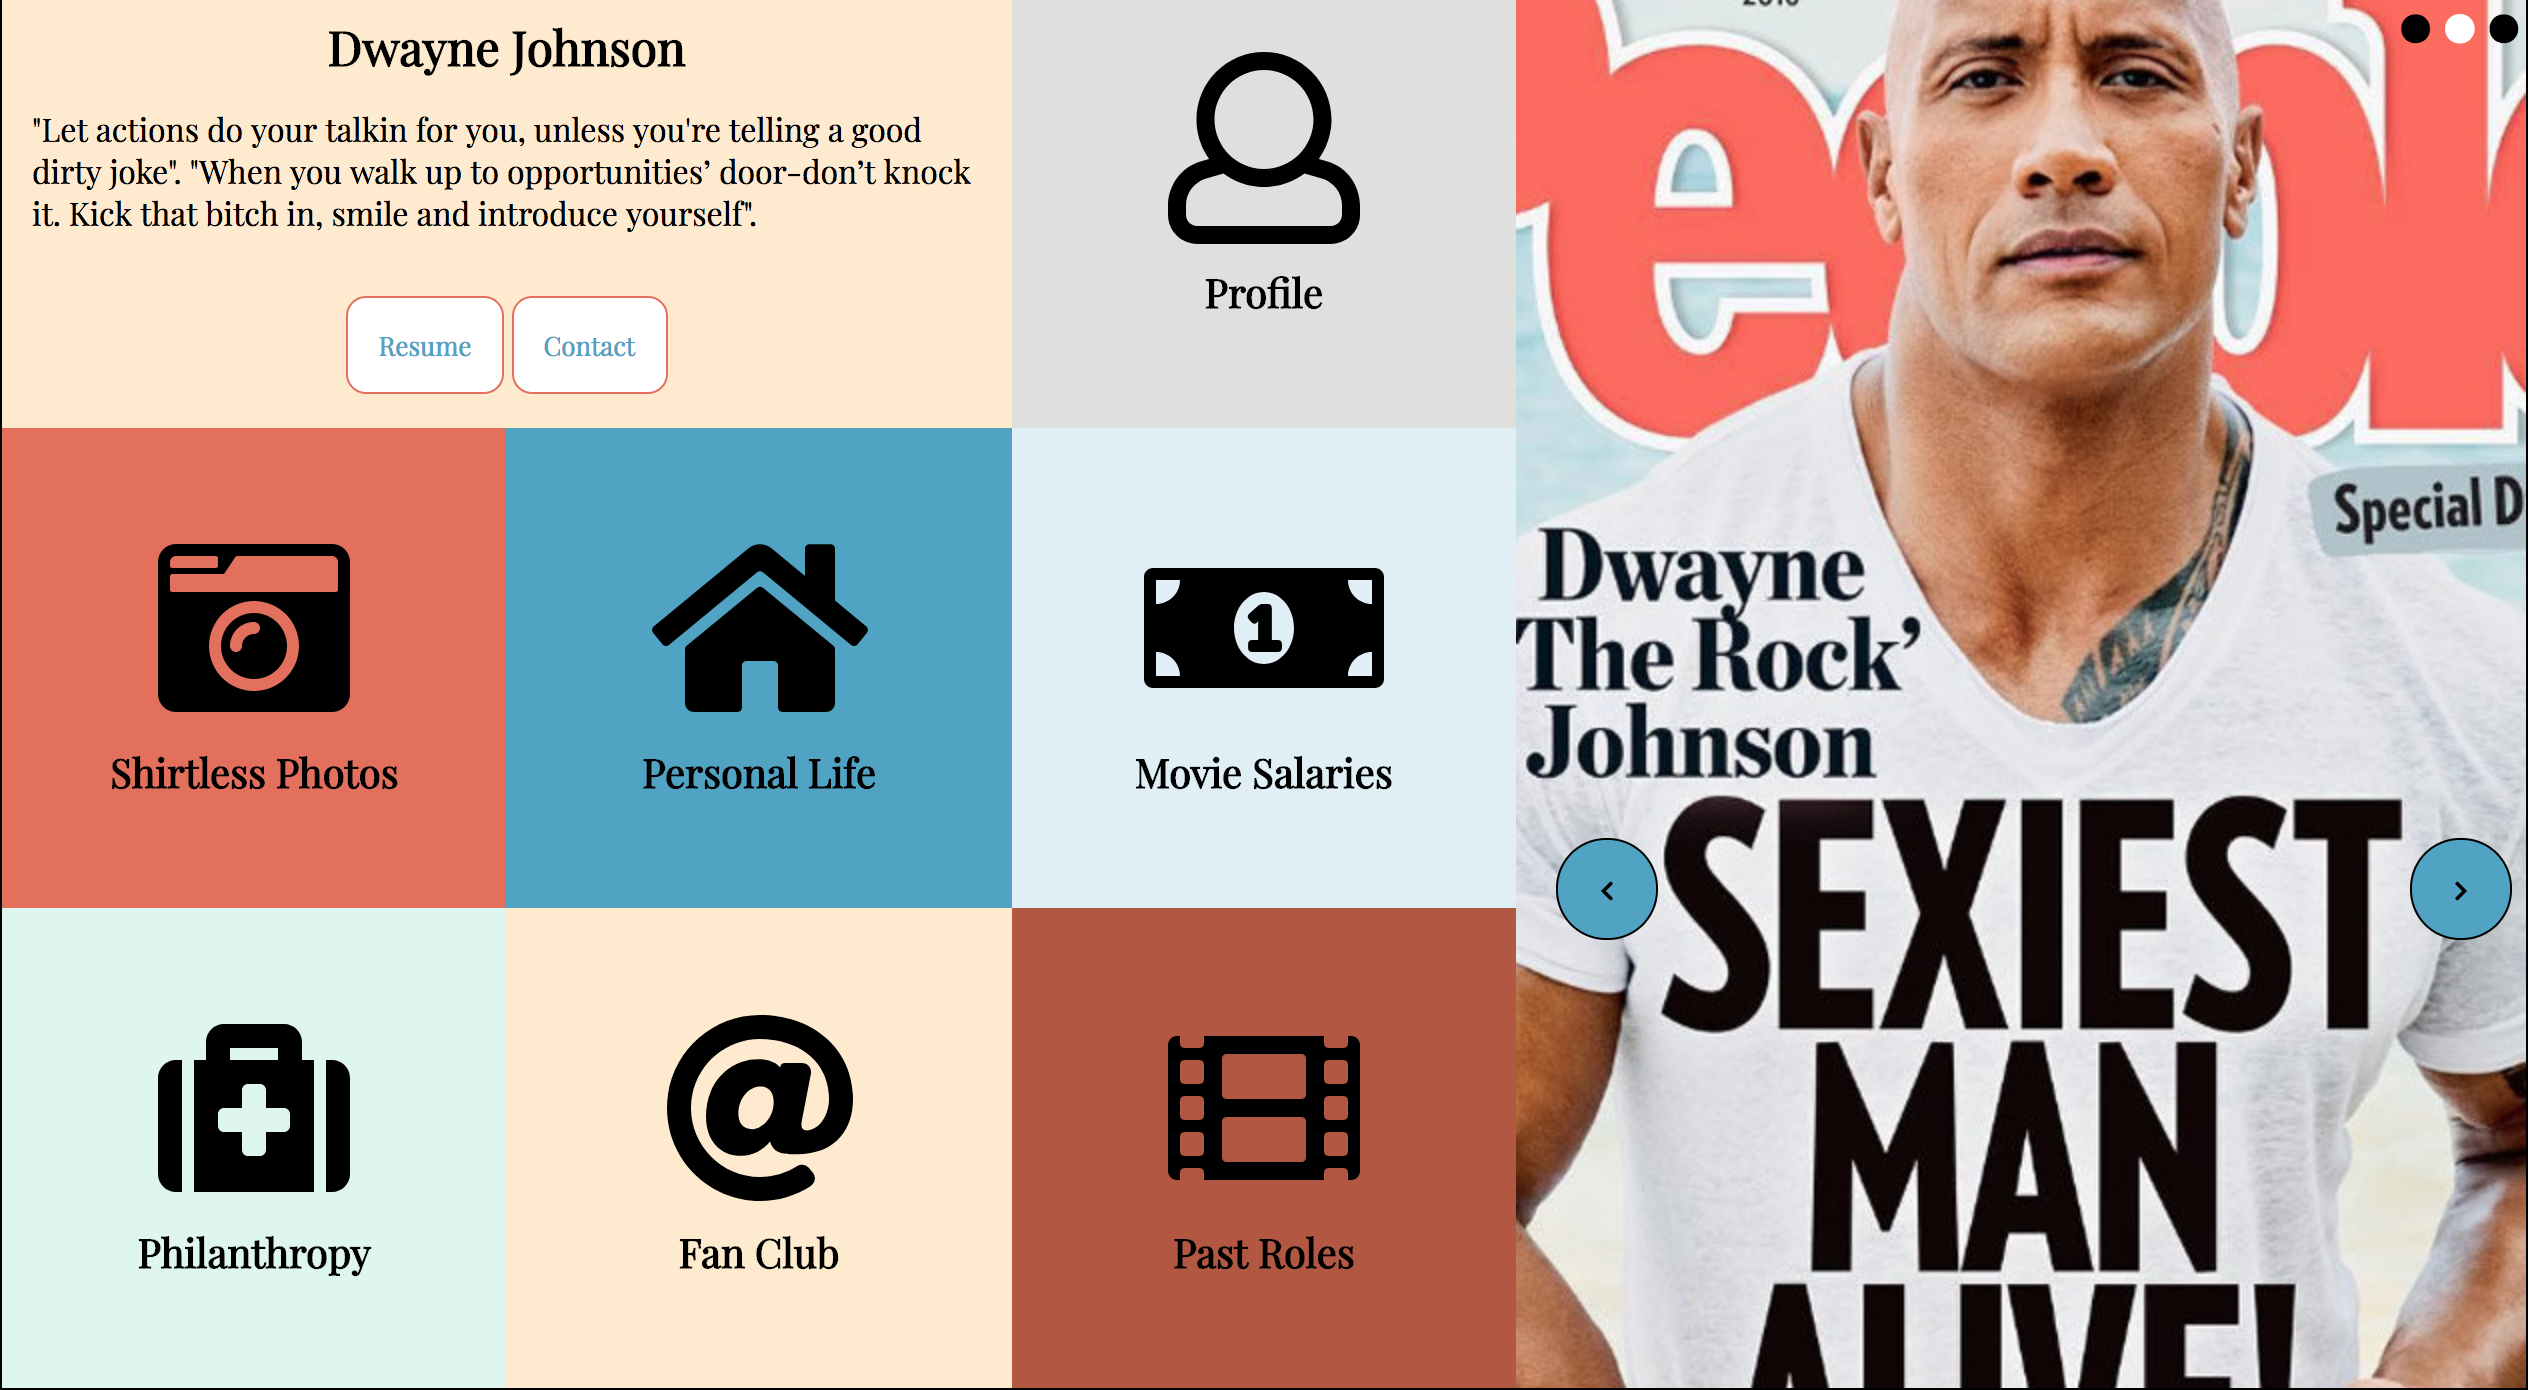 Dwayne Johnson
"Let actions do your talkin for you, unless you're telling a good
dirty joke". "When you walk up to opportunities’ door-don’t knock
it. Kick that bitch in, smile and introduce yourself".
Resume
Contact
Profile
Shirtless Photos
Personal Life
1
Movie Salaries
Philanthropy
@
Fan Club
Past Roles
Special D
Dwayne
The Rock’
Johnson
SEXIEST
MAN
ALIVE!